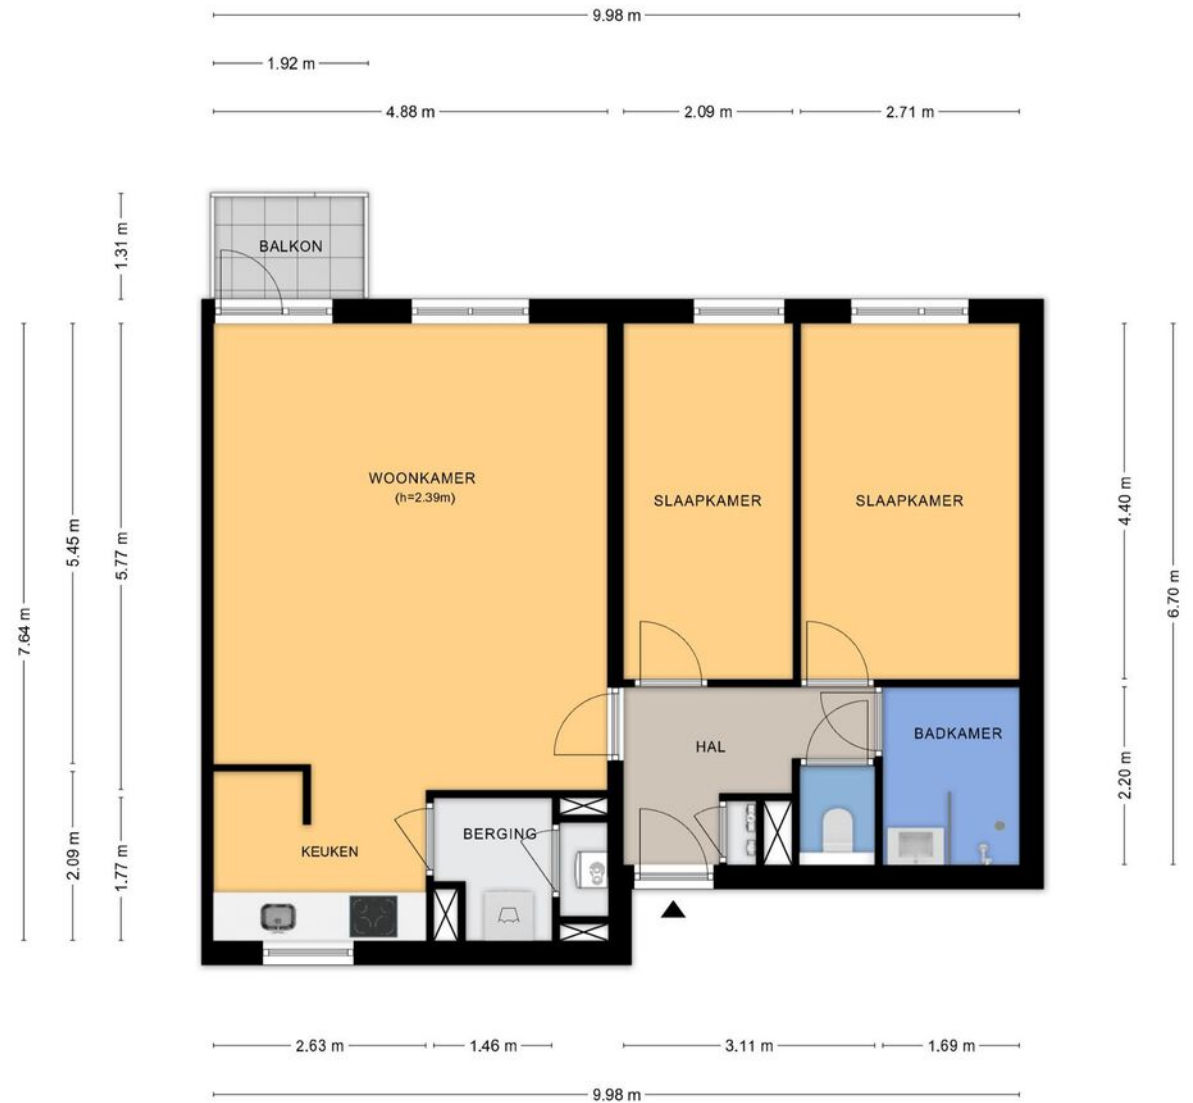 9.98 m
1.92 m
4.88 m
2.09 m
2.71 m
1.31 m
BALKON
WOONKAMER
(h=2.39m)
SLAAPKAMER
SLAAPKAMER
4.40 m
5.45 m
5.77 m
7.64 m
6.70 m
HAL
BADKAMER
2.20 m
BERGING
KEUKEN
2.09 m
1.77 m
2.63 m
1.46 m
3.11 m
1.69 m
9.98 m